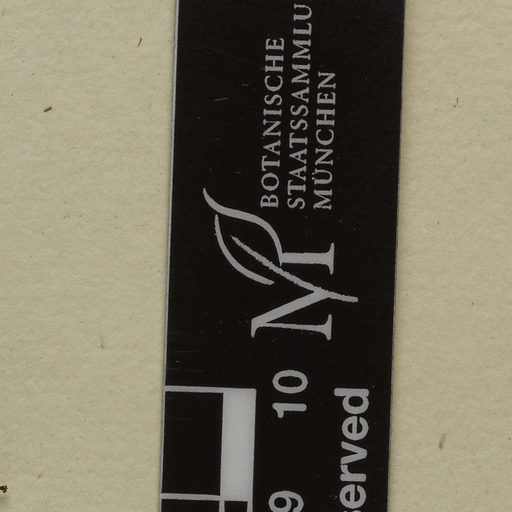 BOTANISCHE
STAATSSAMMLU
MÜNCHEN
9 10
served